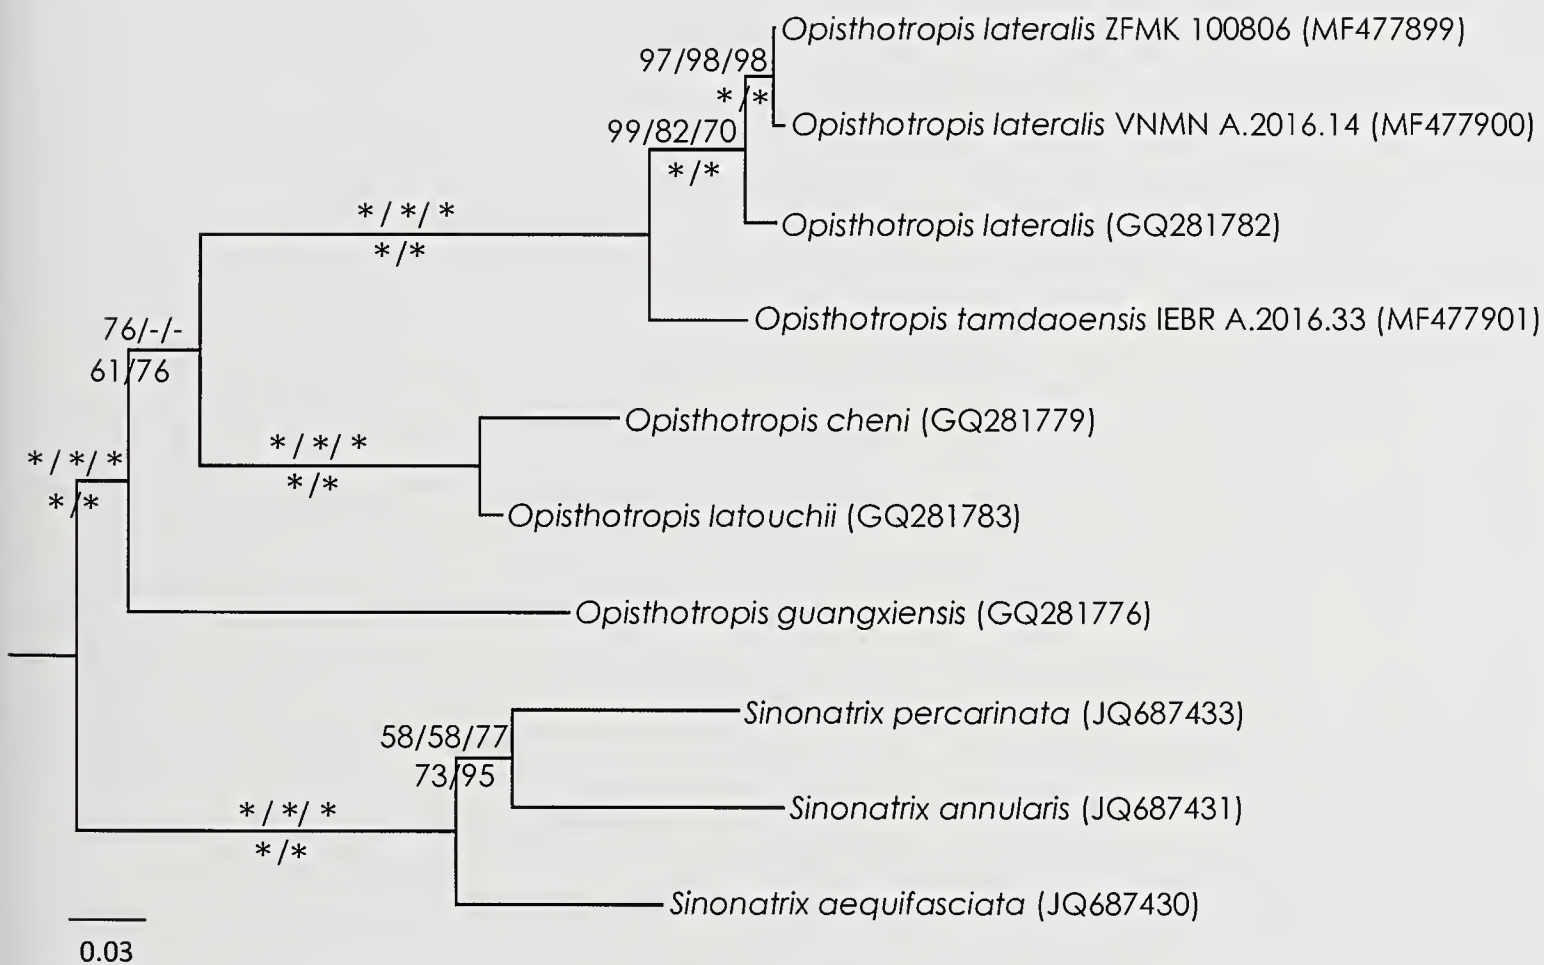 Opisthotropis lateralis ZFMK 100806 (MF477899)
97/98/98
*/*
Opisthotropis lateralis VNMN A.2016.14 (MF477900)
99/82/70
*/*
Opisthotropis lateralis (GQ281782)
*/*/*
*/*
Opisthotropis tamdaoensis IEBR A.2016.33 (MF477901)
76/-/-
61/76
Opisthotropis cheni (GQ281779)
*/*/*
*/*
*/*/*
*/*
Opisthotropis latouchii (GQ281783)
Opisthotropis guangxiensis (GQ281776)
Sinonatrix percarinata (JQ687433)
58/58/77
73/95
Sinonatrix annularis (JQ687431)
*/*/*
*/*
Sinonatrix aequifasciata (JQ687430)
0.03